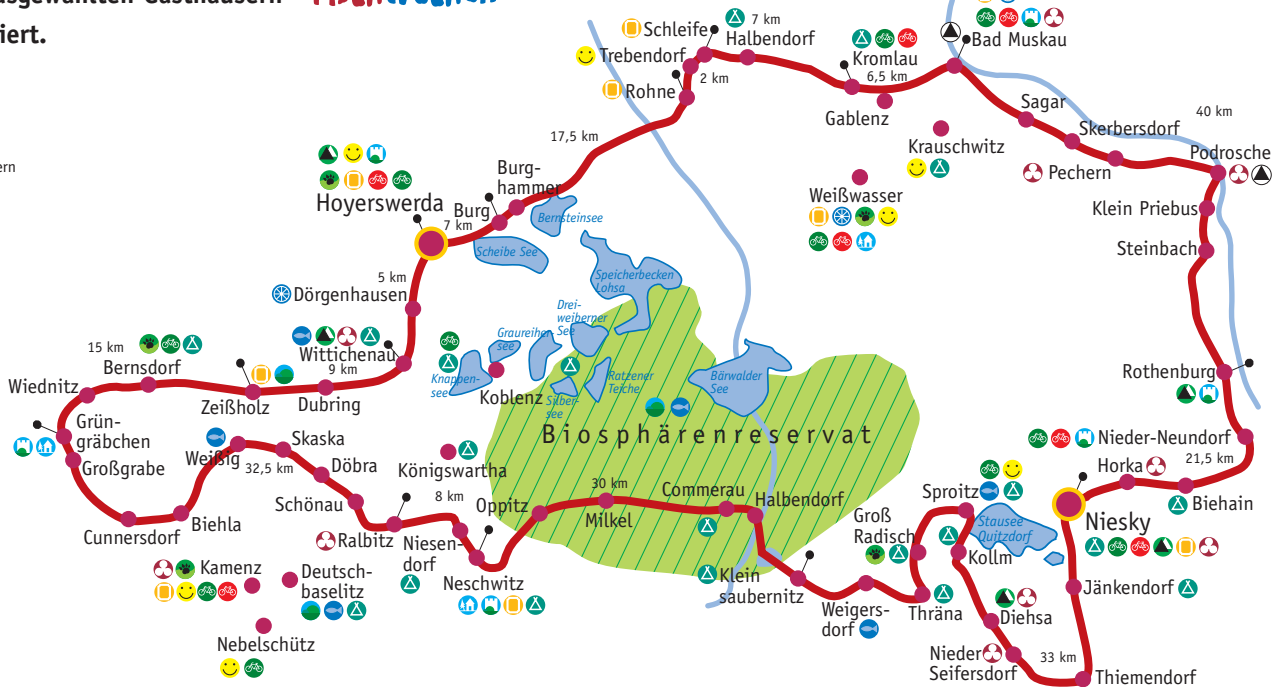 usgewählten Gasthäusern
iert.
ern
Schleife
7 km
Halbendorf
Trebendorf
2 km
Rohne
Kromlau
6,5 km
Gablenz
Bad Muskau
Sagar
40 km
Skerbersdorf
Podrosche
Pechern
Krauschwitz
Weißwasser
Klein Priebus
Steinbach
17,5 km
Burg-
hammer
Hoyerswerda
Burg
7 km
Bernsteinsee
Scheibe See
Speicherbecken
Lohsa
5 km
Dörgenhausen
Drei-
weiberner-
See
Graureiher-
see
Wittichenau
9 km
15 km
Bernsdorf
Knappen-
see
Koblenz
Silber-
see
Ratzener
Teiche
Bärwalder
See
Rothenburg
Wiednitz
Zeißholz
Dubring
Grün-
gräbchen
Großgrabe
Weißig
Skaska
32,5 km
Döbra
Königswartha
Biosphärenreservat
Nieder-Neundorf
21,5 km
Horka
Biehain
Schönau
8 km
Oppitz
30 km
Milkel
Commerau
Halbendorf
Sproitz
Groß
Radisch
Stausee
Quitzdorf
Niesky
Cunnersdorf
Biehla
Ralbitz
Niesen-
dorf
Neschwitz
Kollm
Kamenz
Deutsch-
baselitz
Klein
saubernitz
Weigers-
dorf
Thräna
Jänkendorf
Diehsa
Nebelschütz
Nieder
Seifersdorf
33 km
Thiemendorf